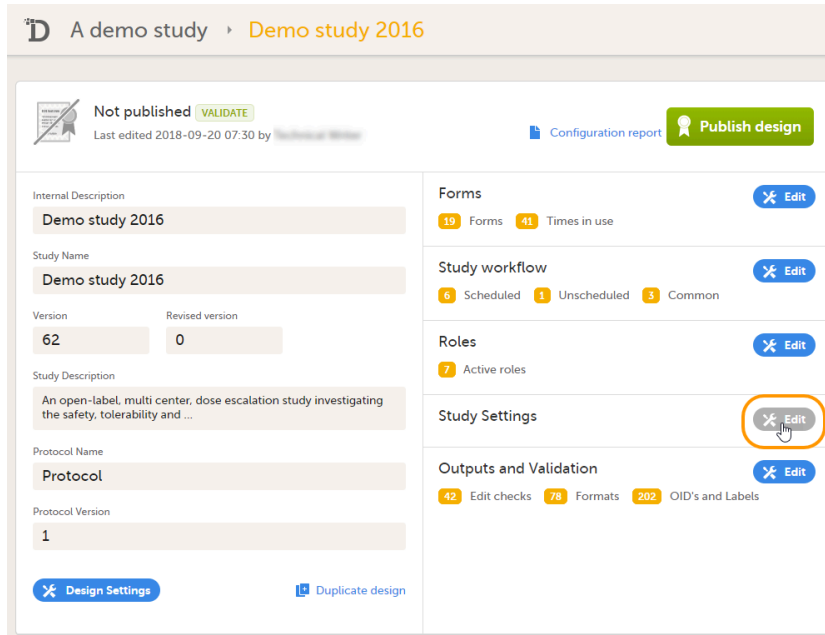 A demo study › Demo study 2016
Not published VALIDATE
Last edited 2018-09-20 07:30 by
Configuration report
Publish design
Internal Description
Demo study 2016
Study Name
Demo study 2016
Version Revised version
62 0
Study Description
An open-label, multi center, dose escalation study investigating
the safety, tolerability and ...
Protocol Name
Protocol
Protocol Version
1
Design Settings Duplicate design
Forms Edit
19 Forms 41 Times in use
Study workflow Edit
6 Scheduled 1 Unscheduled 3 Common
Roles Edit
7 Active roles
Study Settings Edit
Outputs and Validation Edit
42 Edit checks 78 Formats 202 OID's and Labels